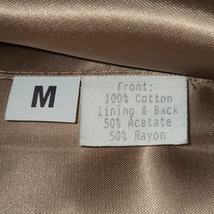 M
Front:
100% Cotton
Lining & Back
50% Acetate
50% Rayon